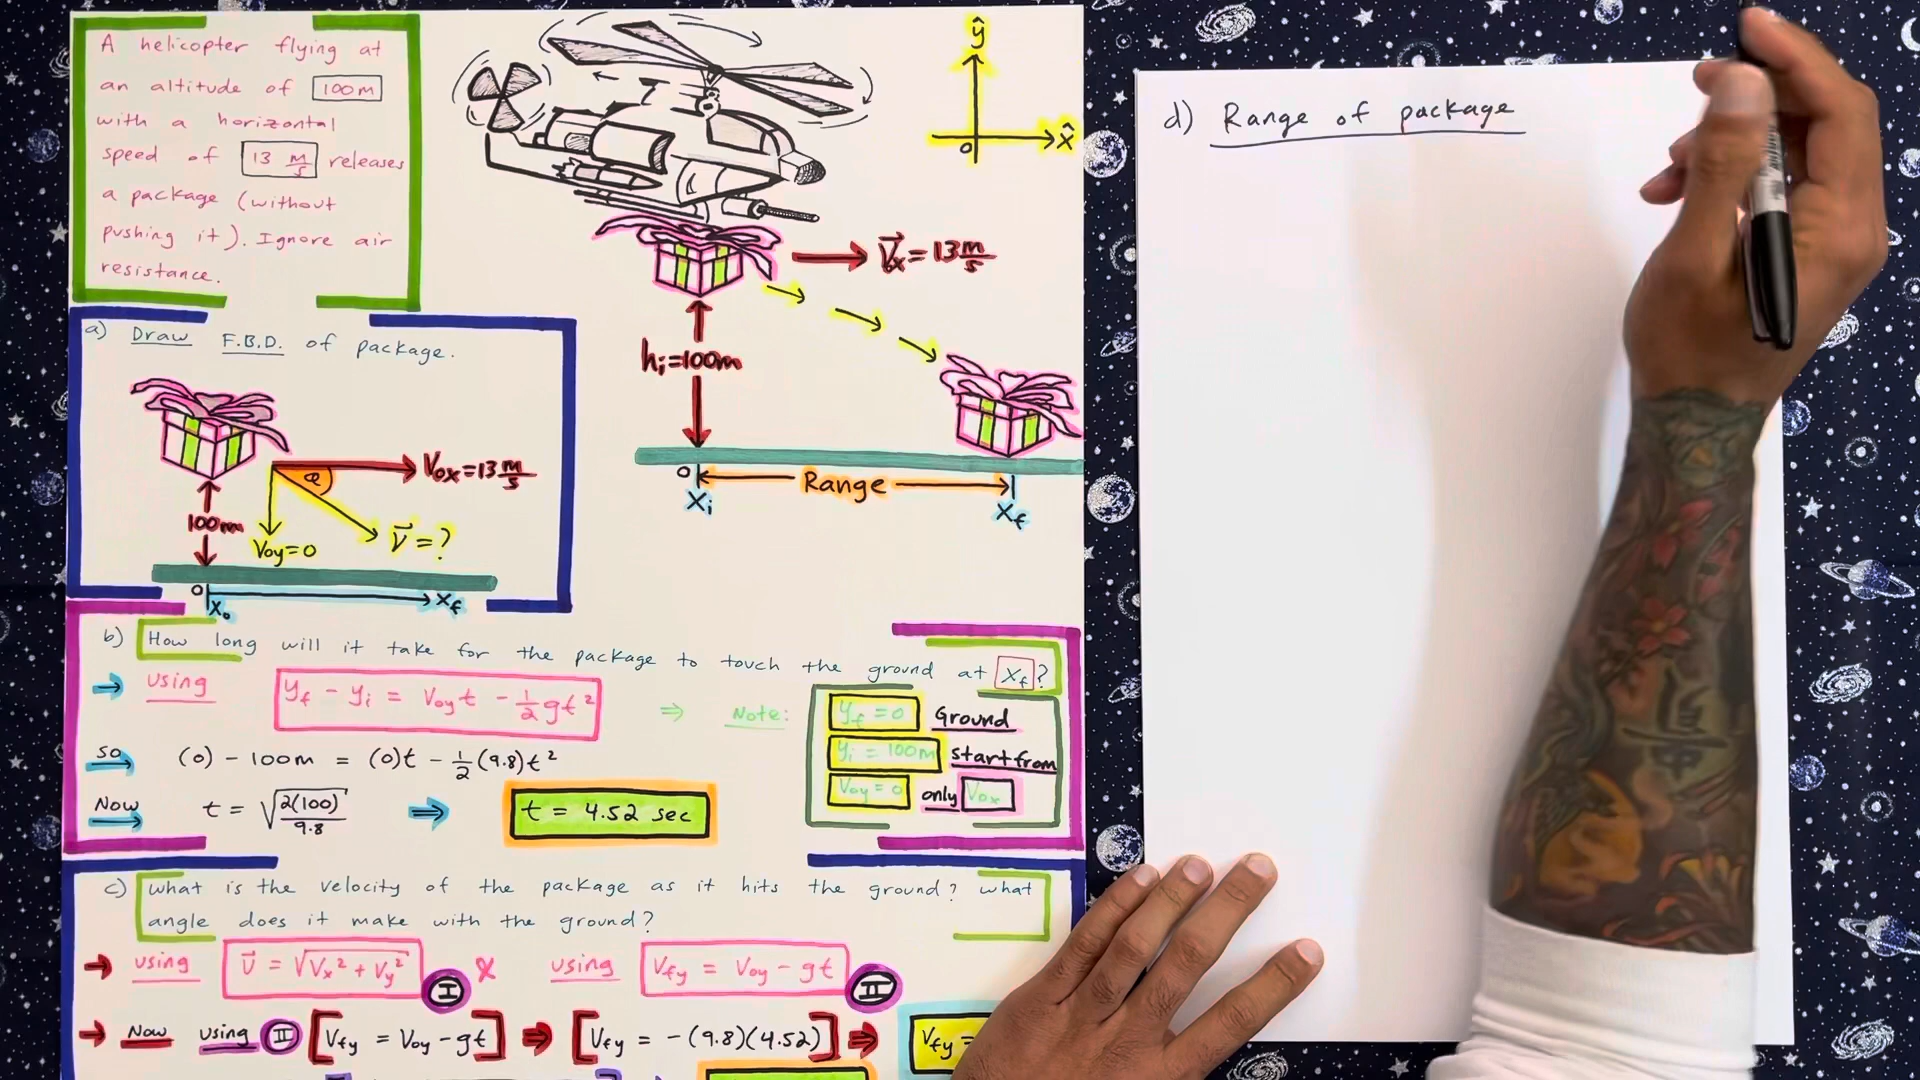 A helicopter flying at
an altitude of 100m
with a horizontal
speed of 13 m/s releases
a package (without
pushing it). Ignore air
resistance.
ŷ
0 x̂
V⃗x = 13 m/s
hi=100m
0
Range
Xi
Xf
a) Draw F.B.D. of package.
Vox=13 m/s
100m
Voy=0
V⃗ = ?
0
Xo
Xf
b) How long will it take for the package to touch the ground at Xf?
→ using yf - yi = Voyt - 1/2 gt² ⇒ Note:
yf = 0 Ground
yi = 100m start from
Voy = 0 only Vox
so (0) - 100m = (0)t - 1/2 (9.8)t²
Now t = √2(100)/9.8 ⇒ t = 4.52 sec
c) what is the velocity of the package as it hits the ground? what
angle does it make with the ground?
→ using V⃗ = √Vx² + Vy² I using Vfy = Voy - gt II
→ Now using II [Vfy = Voy - gt] ⇒ [Vfy = -(9.8)(4.52)] ⇒ Vfy =
d) Range of package